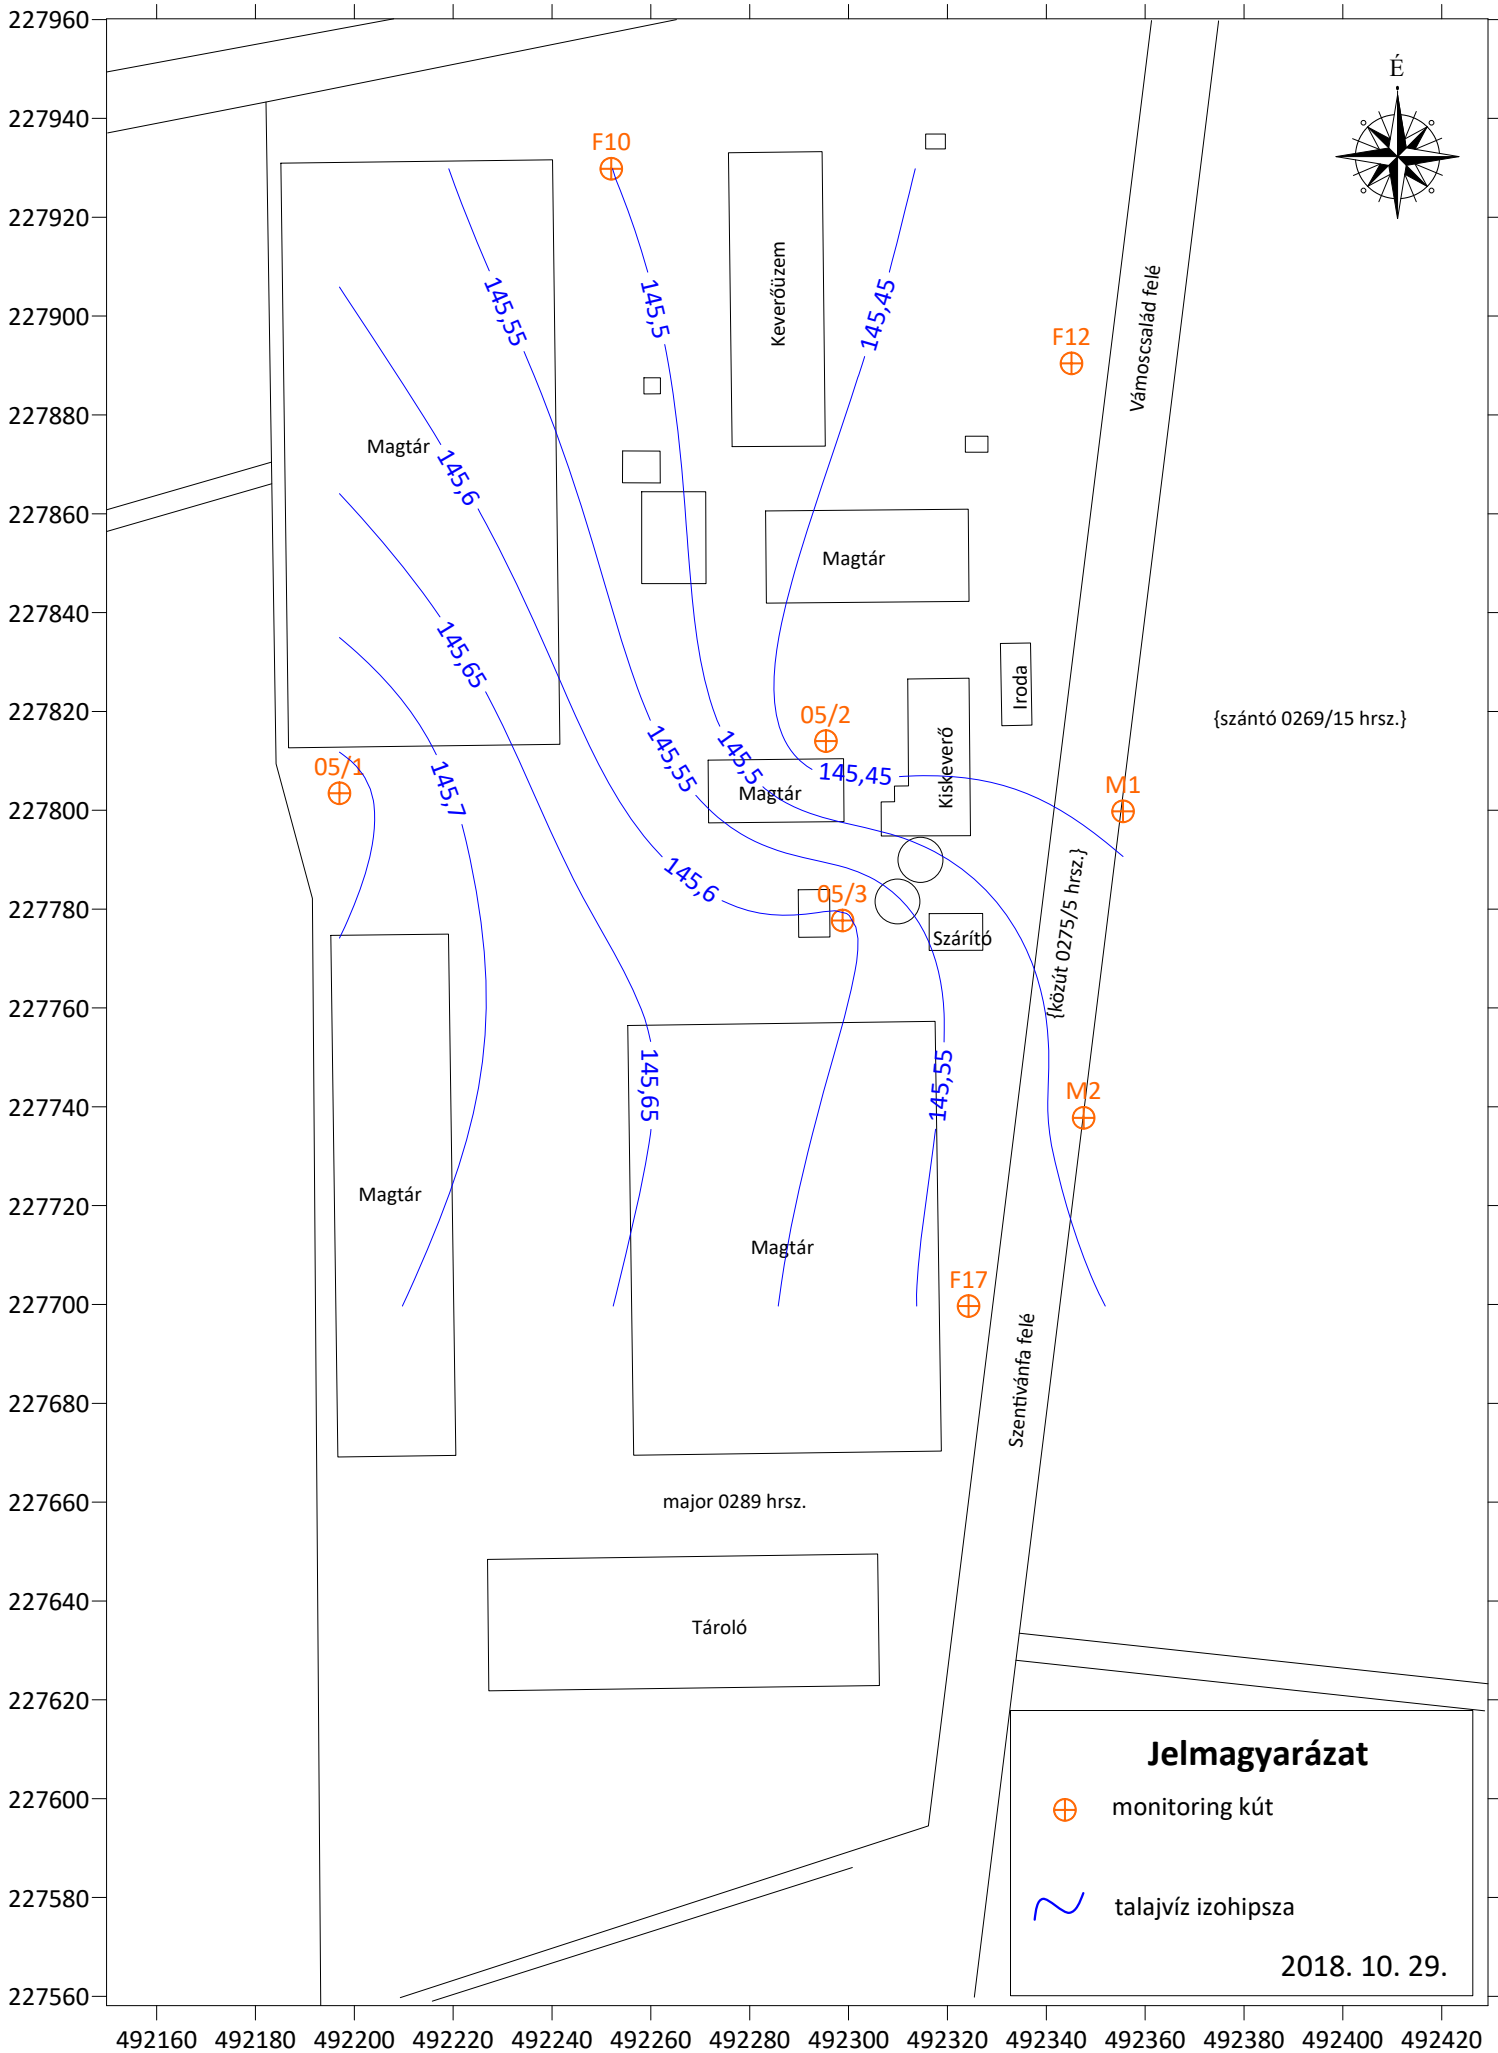 227960
227940
227920
227900
227880
227860
227840
227820
227800
227780
227760
227740
227720
227700
227680
227660
227640
227620
227600
227580
227560
É
F10
Keverőüzem
145,55
145,5
145,45
Vámoscsalád felé
F12
Magtár
145,6
Magtár
145,65
Iroda
{szántó 0269/15 hrsz.}
05/2
05/1
145,7
145,55
145,5
145,45
Magtár
Kiskeverő
M1
145,6
05/3
Szárító
{közút 0275/5 hrsz.}
145,65
145,55
M2
Magtár
Magtár
F17
Szentivánfa felé
major 0289 hrsz.
Tároló
Jelmagyarázat
monitoring kút
talajvíz izohipsza
2018. 10. 29.
492160 492180 492200 492220 492240 492260 492280 492300 492320 492340 492360 492380 492400 492420